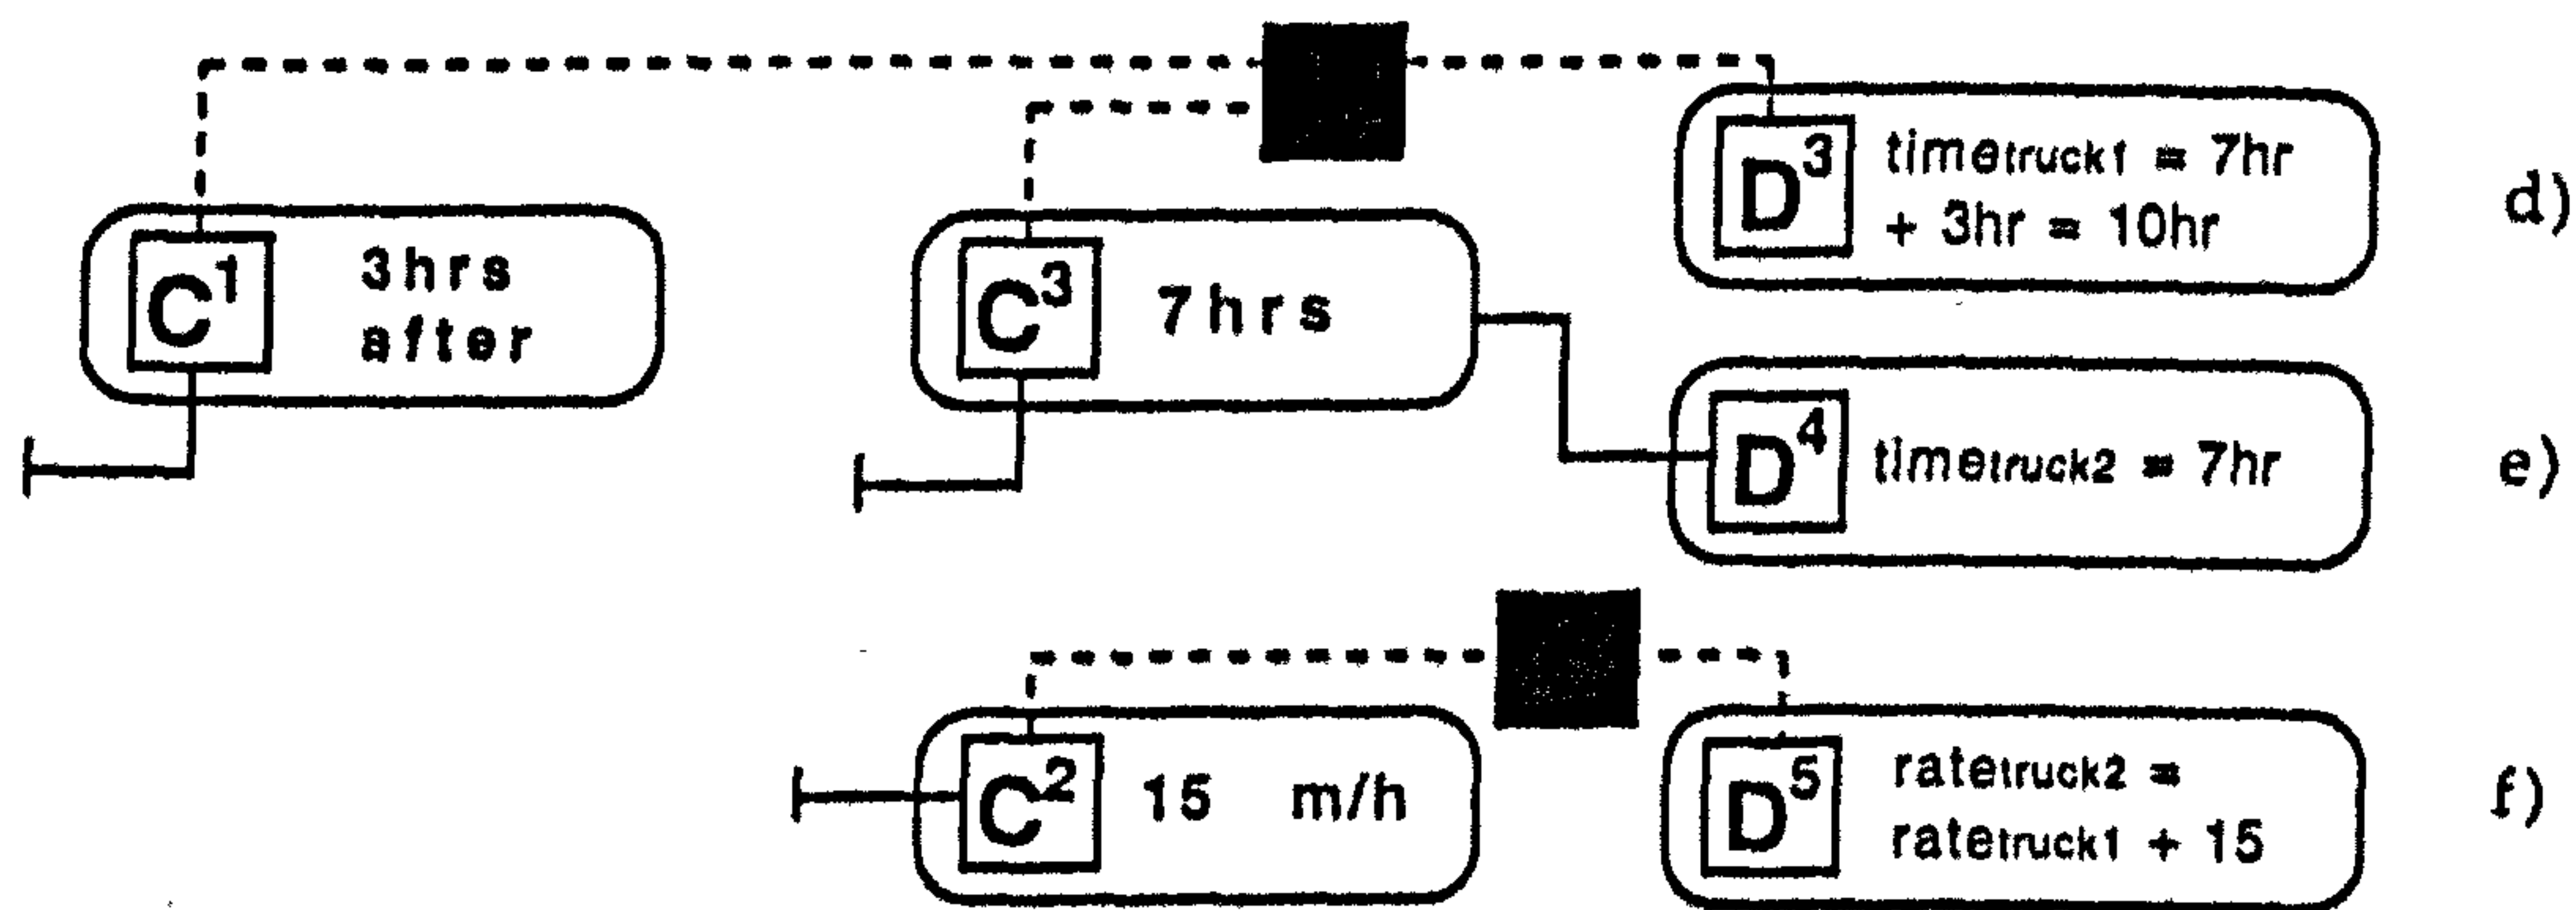 D3 timetruck1 = 7hr
+ 3hr = 10hr
d)
C1 3hrs
after
C3 7hrs
D4 timetruck2 = 7hr
e)
C2 15 m/h
D5 ratetruck2 =
ratetruck1 + 15
f)